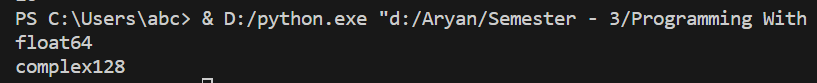 PS C:\Users\abc> & D:/python.exe "d:/Aryan/Semester - 3/Programming With
float64
complex128